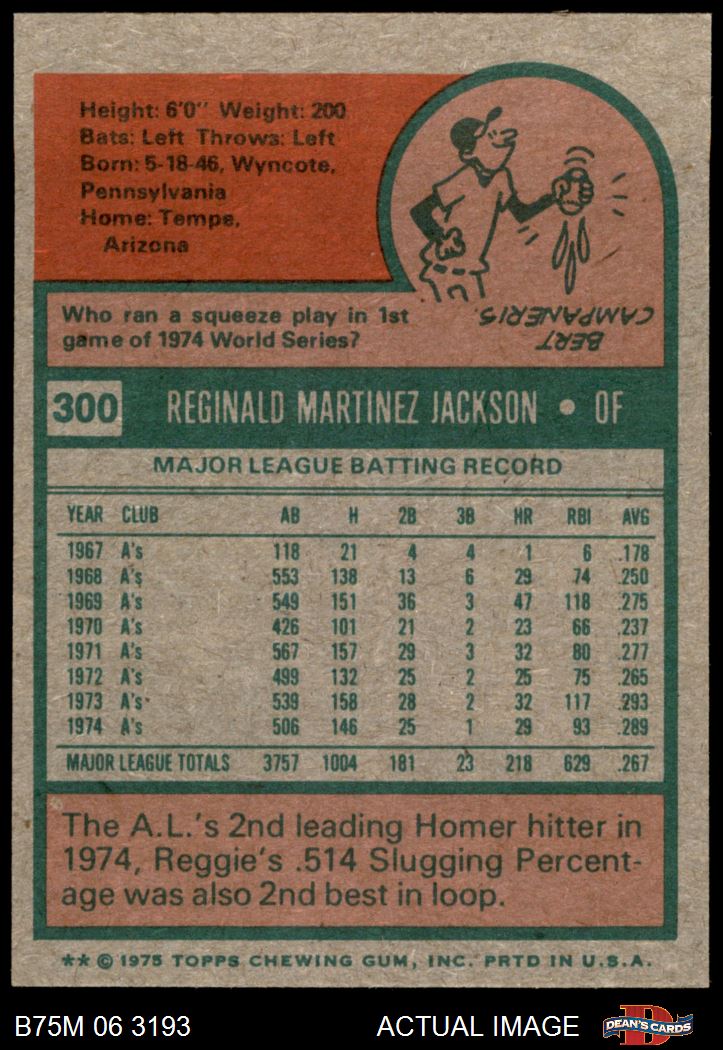 Height: 6'0" Weight: 200
Bats: Left Throws: Left
Born: 5-18-46, Wyncote,
Pennsylvania
Home: Tempe,
Arizona
Who ran a squeeze play in 1st
game of 1974 World Series?
BERT
CAMPANERIS.
300 REGINALD MARTINEZ JACKSON • OF
MAJOR LEAGUE BATTING RECORD
YEAR CLUB AB H 2B 3B HR RBI AVG
1967 A's 118 21 4 4 1 6 .178
1968 A's 553 138 13 6 29 74 .250
1969 A's 549 151 36 3 47 118 .275
1970 A's 426 101 21 2 23 66 .237
1971 A's 567 157 29 3 32 80 .277
1972 A's 499 132 25 2 25 75 .265
1973 A's 539 158 28 2 32 117 .293
1974 A's 506 146 25 1 29 93 .289
MAJOR LEAGUE TOTALS 3757 1004 181 23 218 629 .267
The A.L.'s 2nd leading Homer hitter in
1974, Reggie's .514 Slugging Percent-
age was also 2nd best in loop.
** © 1975 TOPPS CHEWING GUM, INC. PRTD IN U.S.A.
B75M 06 3193 ACTUAL IMAGE D DEAN'S CARDS